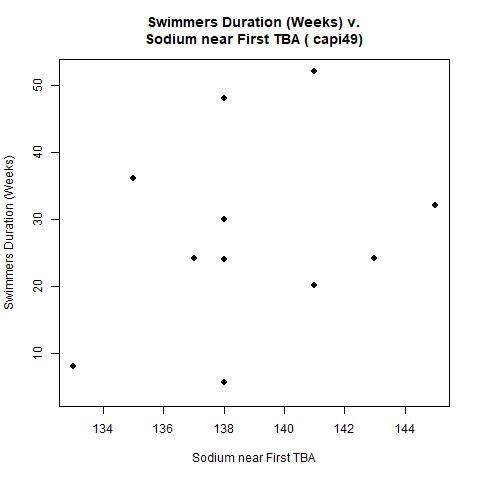 Swimmers Duration (Weeks) v.
Sodium near First TBA ( capi49)
Swimmers Duration (Weeks)
50
40
30
20
10
134 136 138 140 142 144
Sodium near First TBA